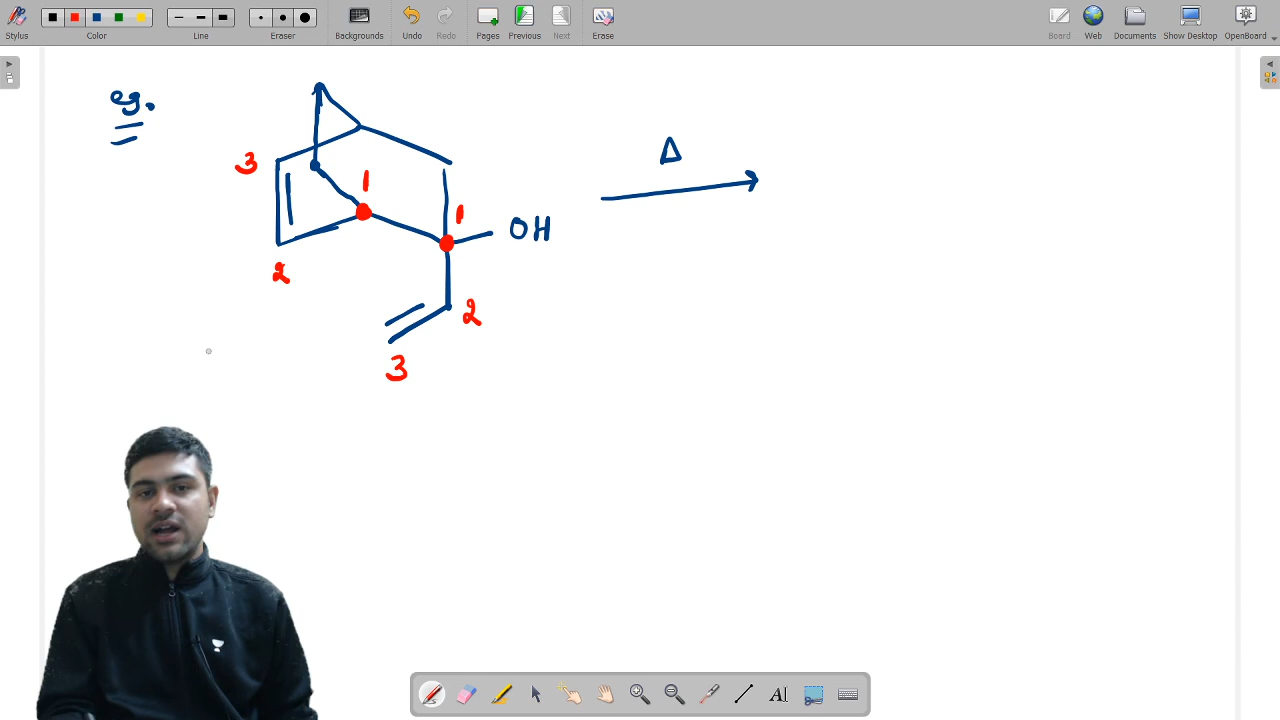 Stylus
Color
Line
Eraser
Backgrounds
Undo
Redo
Pages
Previous
Next
Erase
Board
Web
Documents
Show Desktop
OpenBoard
eg.
Δ
3
1
1
OH
2
2
3
AI